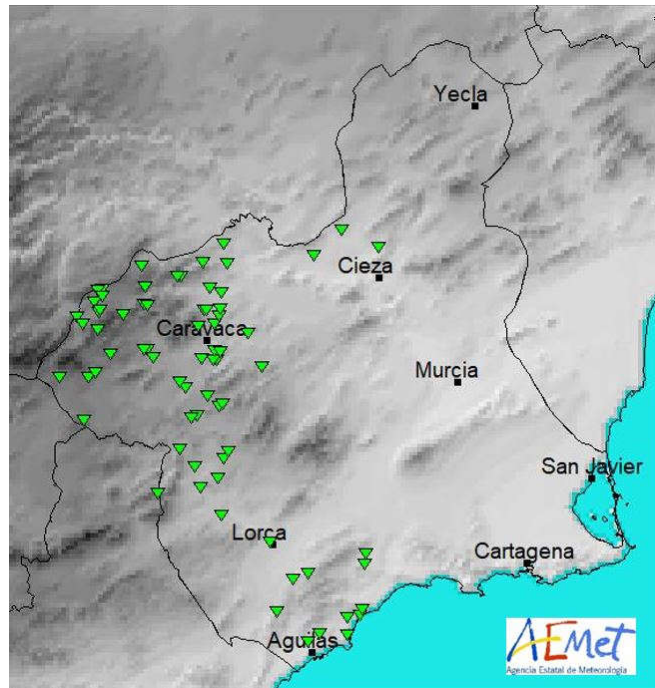 Yecla
Cieza
Caravaca
Murcia
San Javier
Lorca
Cartagena
Aguilas
AEmet
Agencia Estatal de Meteorología